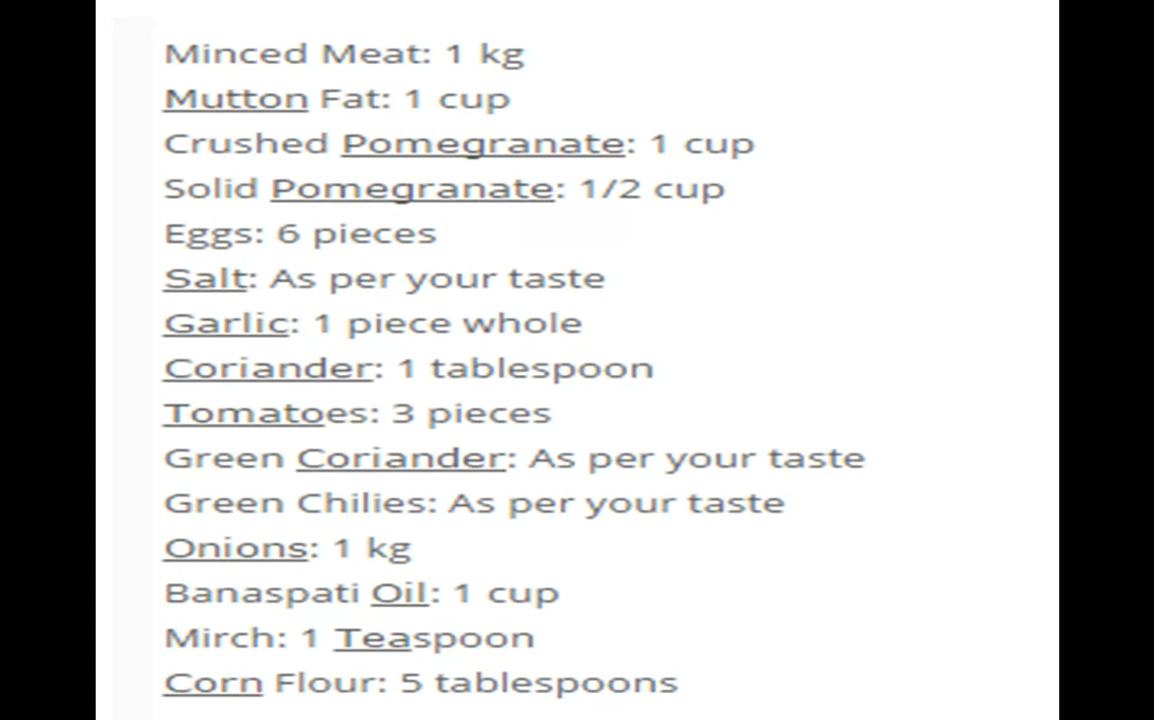 Minced Meat: 1 kg
Mutton Fat: 1 cup
Crushed Pomegranate: 1 cup
Solid Pomegranate: 1/2 cup
Eggs: 6 pieces
Salt: As per your taste
Garlic: 1 piece whole
Coriander: 1 tablespoon
Tomatoes: 3 pieces
Green Coriander: As per your taste
Green Chilies: As per your taste
Onions: 1 kg
Banaspati Oil: 1 cup
Mirch: 1 Teaspoon
Corn Flour: 5 tablespoons